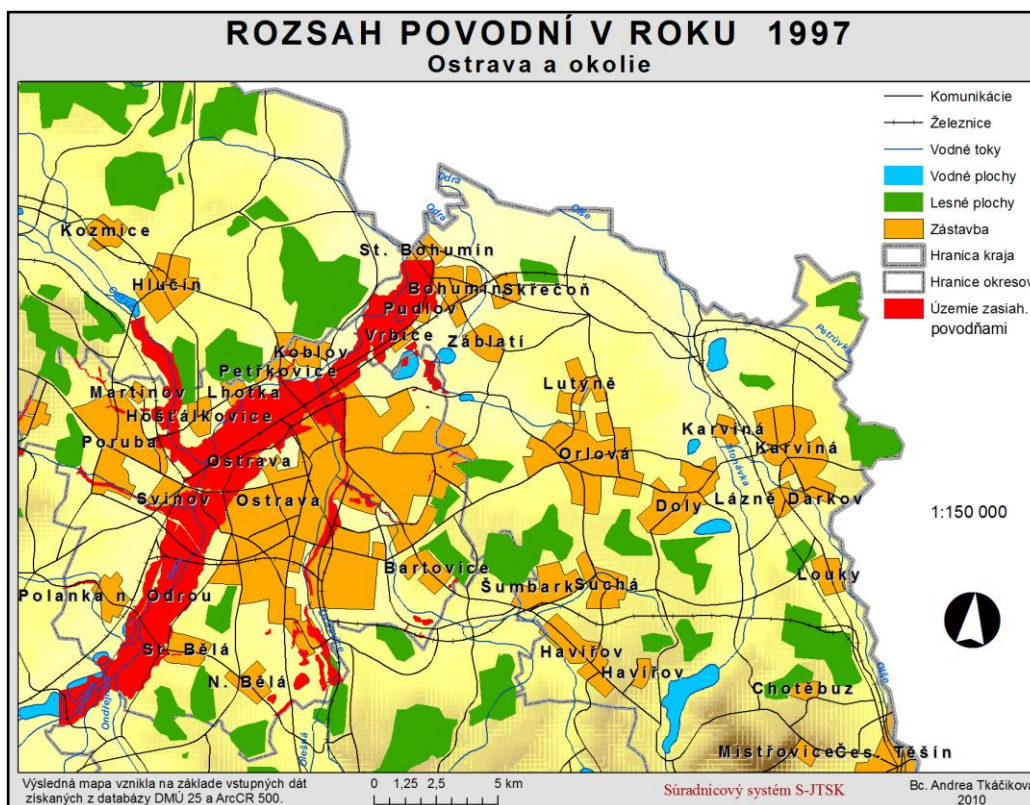 ROZSAH POVODNÍ V ROKU 1997
Ostrava a okolie
Komunikácie
Železnice
Vodné toky
Vodné plochy
Lesné plochy
Zástavba
Hranica kraja
Hranice okresov
Územie zasiah.
povodňami
Odra
Odra
Olše
Kozmice
St. Bohumín
Hlučín
Bohumín
Skřečoň
Pudlov
Petrůvka
Vrbice
Záblatí
Koblov
Petřkovice
Lutyně
Martinov
Lhotka
Hošťálkovice
Karviná
Poruba
Karviná
Orlová
Ostrava
Stonávka
Svinov
Ostrava
Doly
Lázně Darkov
1:150 000
Bartovice
Šumbark
Suchá
Louky
Polanka n. Odrou
St. Bělá
Havířov
Havířov
Olše
N. Bělá
Chotěbuz
Olešná
Mistřovice
Čes. Těšín
Výsledná mapa vznikla na základe vstupných dát
získaných z databázy DMÚ 25 a ArcCR 500.
0 1,25 2,5 5 km
Súradnicový systém S-JTSK
Bc. Andrea Tkáčiková
2010